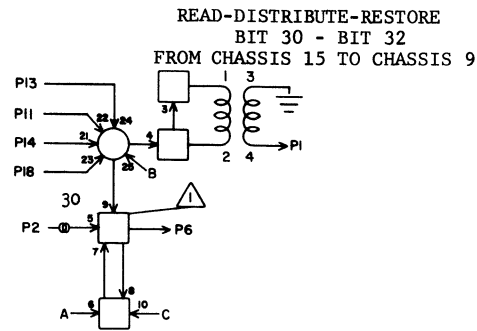 READ-DISTRIBUTE-RESTORE
BIT 30 - BIT 32
FROM CHASSIS 15 TO CHASSIS 9
1 3
P13
3
P11
22 24
P14
21
4
2 4
P1
P18
23
25
B
30
9
1
P2
5
P6
7
8
A
6
10
C